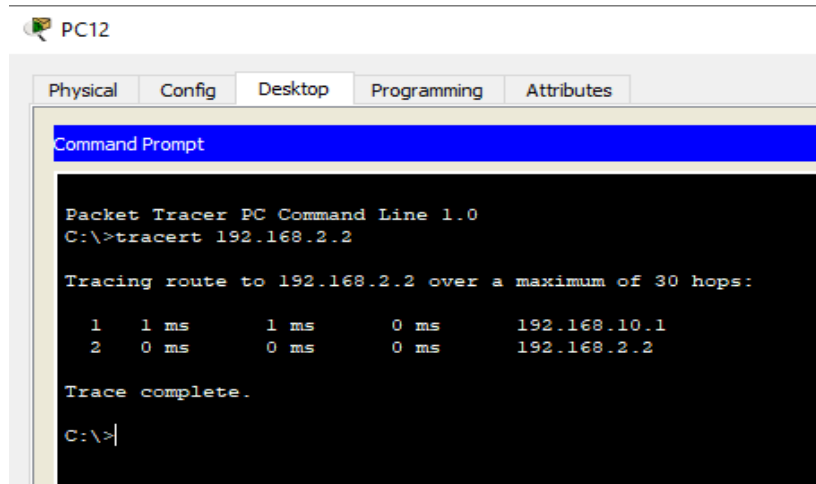 PC12
Physical Config Desktop Programming Attributes
Command Prompt
Packet Tracer PC Command Line 1.0
C:\>tracert 192.168.2.2
Tracing route to 192.168.2.2 over a maximum of 30 hops:
1 1 ms 1 ms 0 ms 192.168.10.1
2 0 ms 0 ms 0 ms 192.168.2.2
Trace complete.
C:\>